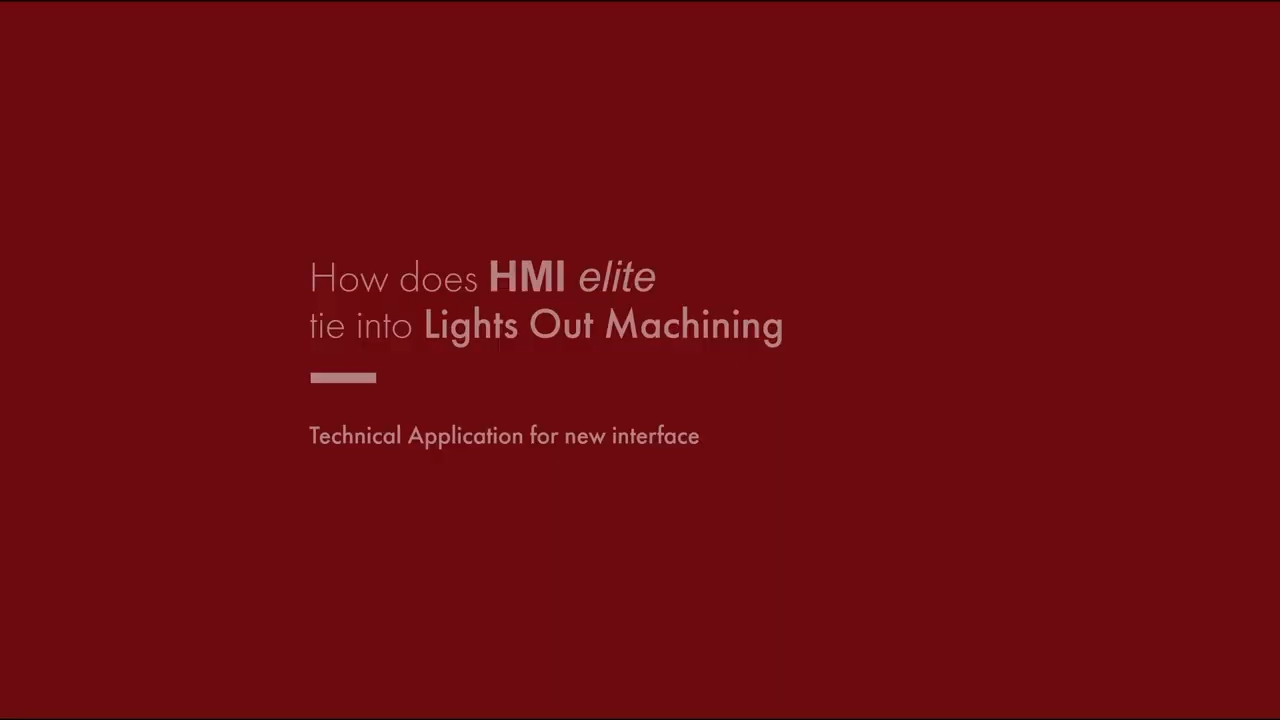 How does HMI elite
tie into Lights Out Machining
Technical Application for new interface